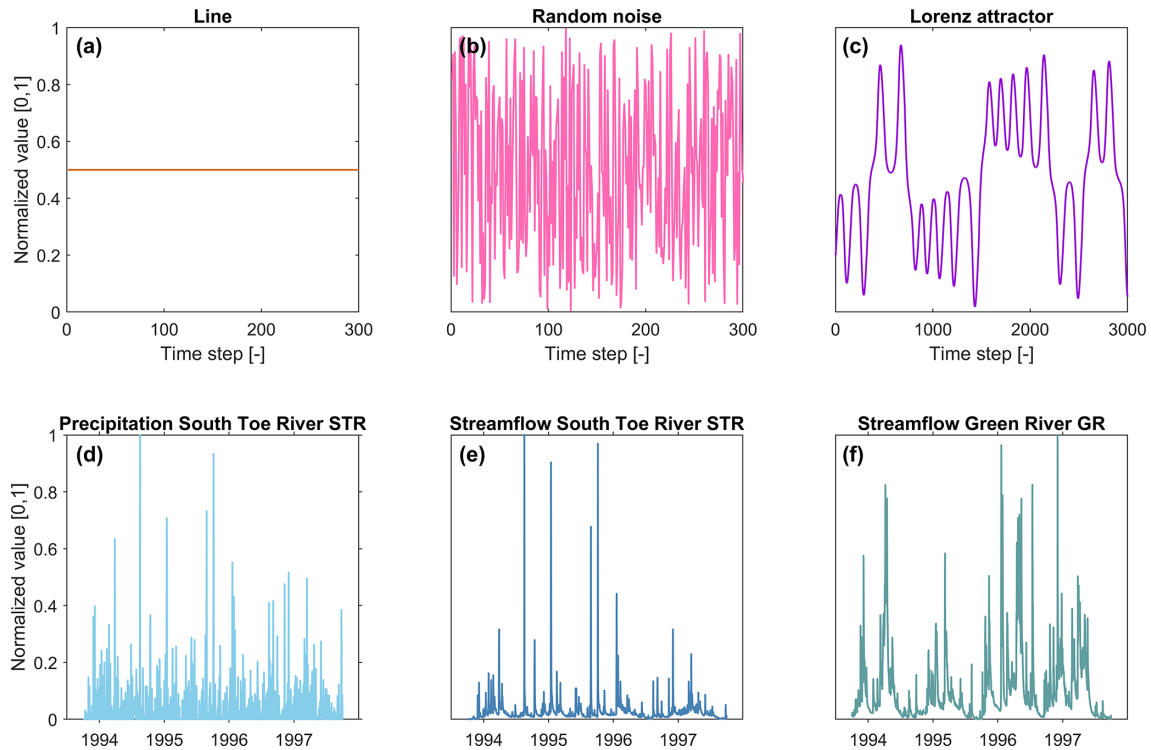 Line
Random noise
Lorenz attractor
(a)
(b)
(c)
Normalized value [0,1]
1
0.8
0.6
0.4
0.2
0
0 100 200 300
0 100 200 300
0 1000 2000 3000
Time step [-]
Time step [-]
Time step [-]
Precipitation South Toe River STR
Streamflow South Toe River STR
Streamflow Green River GR
(d)
(e)
(f)
Normalized value [0,1]
1
0.8
0.6
0.4
0.2
0
1994 1995 1996 1997
1994 1995 1996 1997
1994 1995 1996 1997